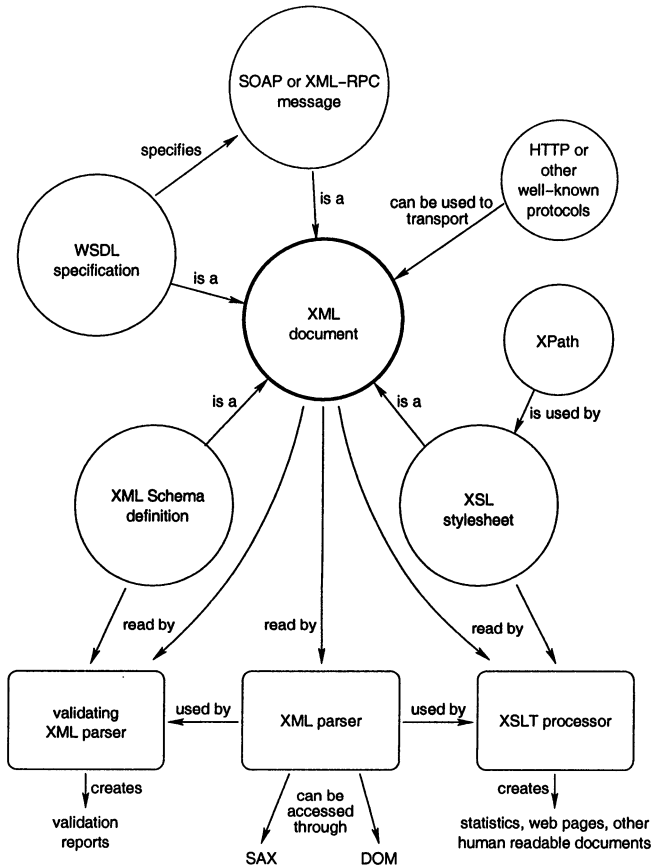 SOAP or XML-RPC
message
specifies
HTTP or
other
well-known
protocols
is a
can be used to
transport
WSDL
specification
is a
XML
document
XPath
is a
is a
is used by
XML Schema
definition
XSL
stylesheet
read by
read by
read by
validating
XML parser
used by
XML parser
used by
XSLT processor
creates
can be
accessed
through
creates
validation
reports
SAX
DOM
statistics, web pages, other
human readable documents